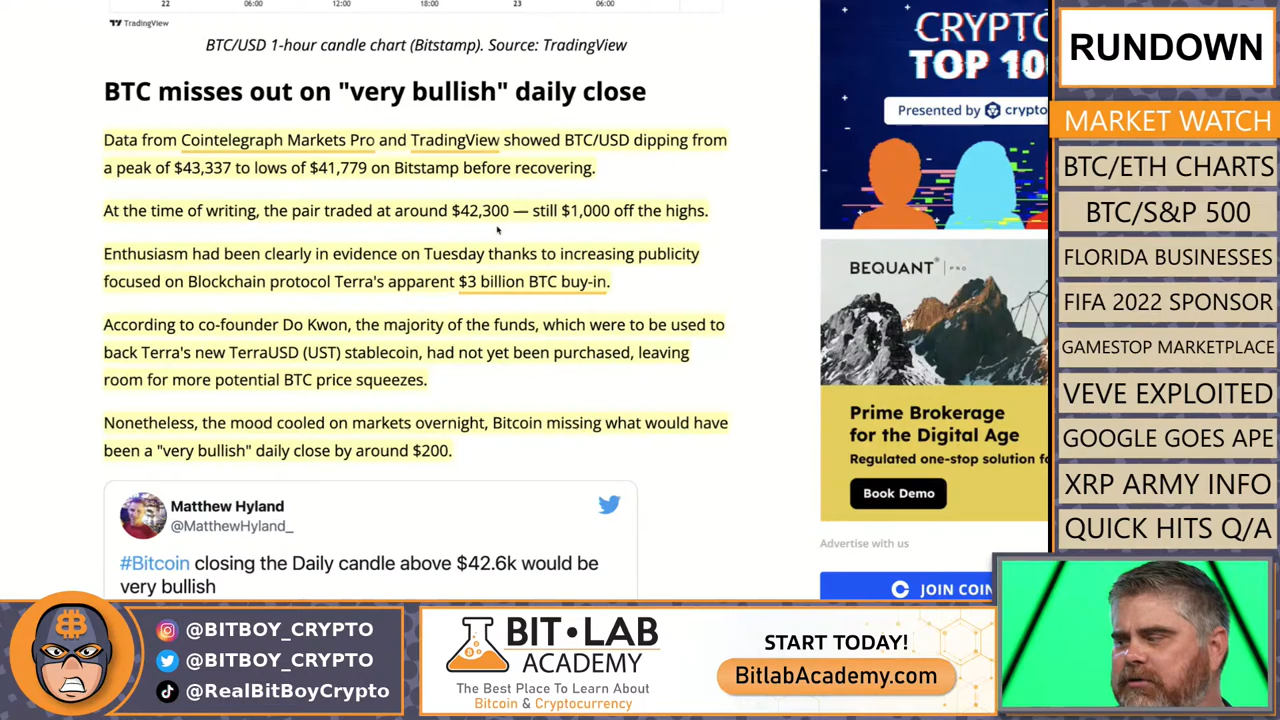 22
06:00
12:00
18:00
23
06:00
TradingView
BTC/USD 1-hour candle chart (Bitstamp). Source: TradingView
BTC misses out on "very bullish" daily close
Data from Cointelegraph Markets Pro and TradingView showed BTC/USD dipping from
a peak of $43,337 to lows of $41,779 on Bitstamp before recovering.
At the time of writing, the pair traded at around $42,300 — still $1,000 off the highs.
Enthusiasm had been clearly in evidence on Tuesday thanks to increasing publicity
focused on Blockchain protocol Terra's apparent $3 billion BTC buy-in.
According to co-founder Do Kwon, the majority of the funds, which were to be used to
back Terra's new TerraUSD (UST) stablecoin, had not yet been purchased, leaving
room for more potential BTC price squeezes.
Nonetheless, the mood cooled on markets overnight, Bitcoin missing what would have
been a "very bullish" daily close by around $200.
Matthew Hyland
@MatthewHyland_
#Bitcoin closing the Daily candle above $42.6k would be
very bullish
CRYPTO
TOP 10
Presented by crypto
BEQUANT® | PRO
Prime Brokerage
for the Digital Age
Regulated one-stop solution fo
Book Demo
Advertise with us
JOIN COIN
RUNDOWN
MARKET WATCH
BTC/ETH CHARTS
BTC/S&P 500
FLORIDA BUSINESSES
FIFA 2022 SPONSOR
GAMESTOP MARKETPLACE
VEVE EXPLOITED
GOOGLE GOES APE
XRP ARMY INFO
QUICK HITS Q/A
@BITBOY_CRYPTO
@BITBOY_CRYPTO
@RealBitBoyCrypto
BIT•LAB
ACADEMY
The Best Place To Learn About
Bitcoin & Cryptocurrency
START TODAY!
BitlabAcademy.com